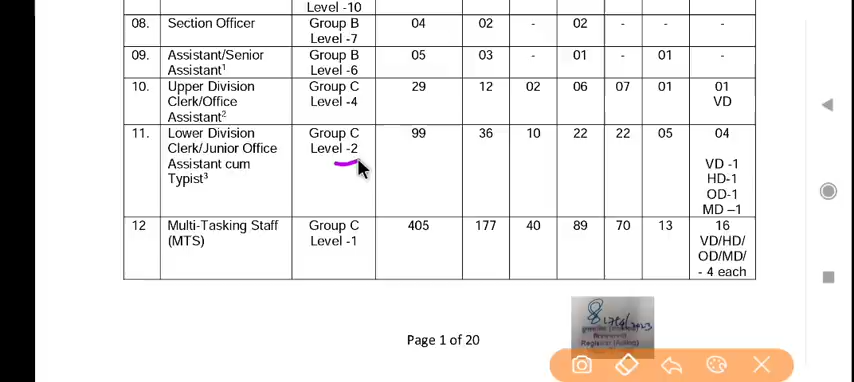 Level -10
08. Section Officer Group B Level -7 04 02 - 02 - - -
09. Assistant/Senior Assistant¹ Group B Level -6 05 03 - 01 - 01 -
10. Upper Division Clerk/Office Assistant² Group C Level -4 29 12 02 06 07 01 01 VD
11. Lower Division Clerk/Junior Office Assistant cum Typist³ Group C Level -2 99 36 10 22 22 05 04 VD -1 HD-1 OD-1 MD –1
12 Multi-Tasking Staff (MTS) Group C Level -1 405 177 40 89 70 13 16 VD/HD/ OD/MD/ - 4 each
Page 1 of 20